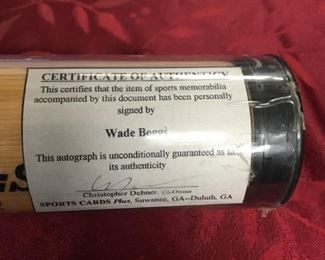 CERTIFICATE OF AUTHENTICITY
This certifies that the item of sports memorabilia
accompanied by this document has been personally
signed by
Wade Boggs
This autograph is unconditionally guaranteed as to
its authenticity
Christopher Dehner, Co-Owner
SPORTS CARDS Plus, Suwanee, GA--Duluth, GA